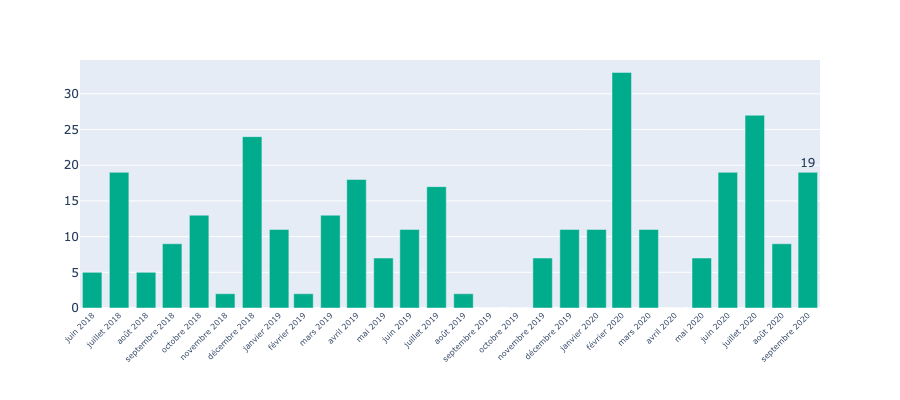 30
25
20
15
10
5
0
19
juin 2018
juillet 2018
août 2018
septembre 2018
octobre 2018
novembre 2018
décembre 2018
janvier 2019
février 2019
mars 2019
avril 2019
mai 2019
juin 2019
juillet 2019
août 2019
septembre 2019
octobre 2019
novembre 2019
décembre 2019
janvier 2020
février 2020
mars 2020
avril 2020
mai 2020
juin 2020
juillet 2020
août 2020
septembre 2020